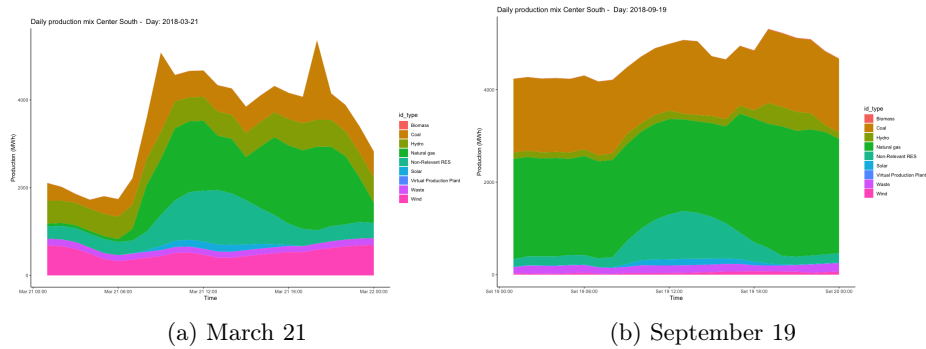 Daily production mix Center South - Day: 2018-03-21
Production (MWh)
4000
2000
0
Mar 21 00:00
Mar 21 06:00
Mar 21 12:00
Mar 21 18:00
Mar 22 00:00
Time
id_type
Biomass
Coal
Hydro
Natural gas
Non-Relevant RES
Solar
Virtual Production Plant
Waste
Wind
(a) March 21
Daily production mix Center South - Day: 2018-09-19
Production (MWh)
4000
2000
0
Set 19 00:00
Set 19 06:00
Set 19 12:00
Set 19 18:00
Set 20 00:00
Time
id_type
Biomass
Coal
Hydro
Natural gas
Non-Relevant RES
Solar
Virtual Production Plant
Waste
Wind
(b) September 19